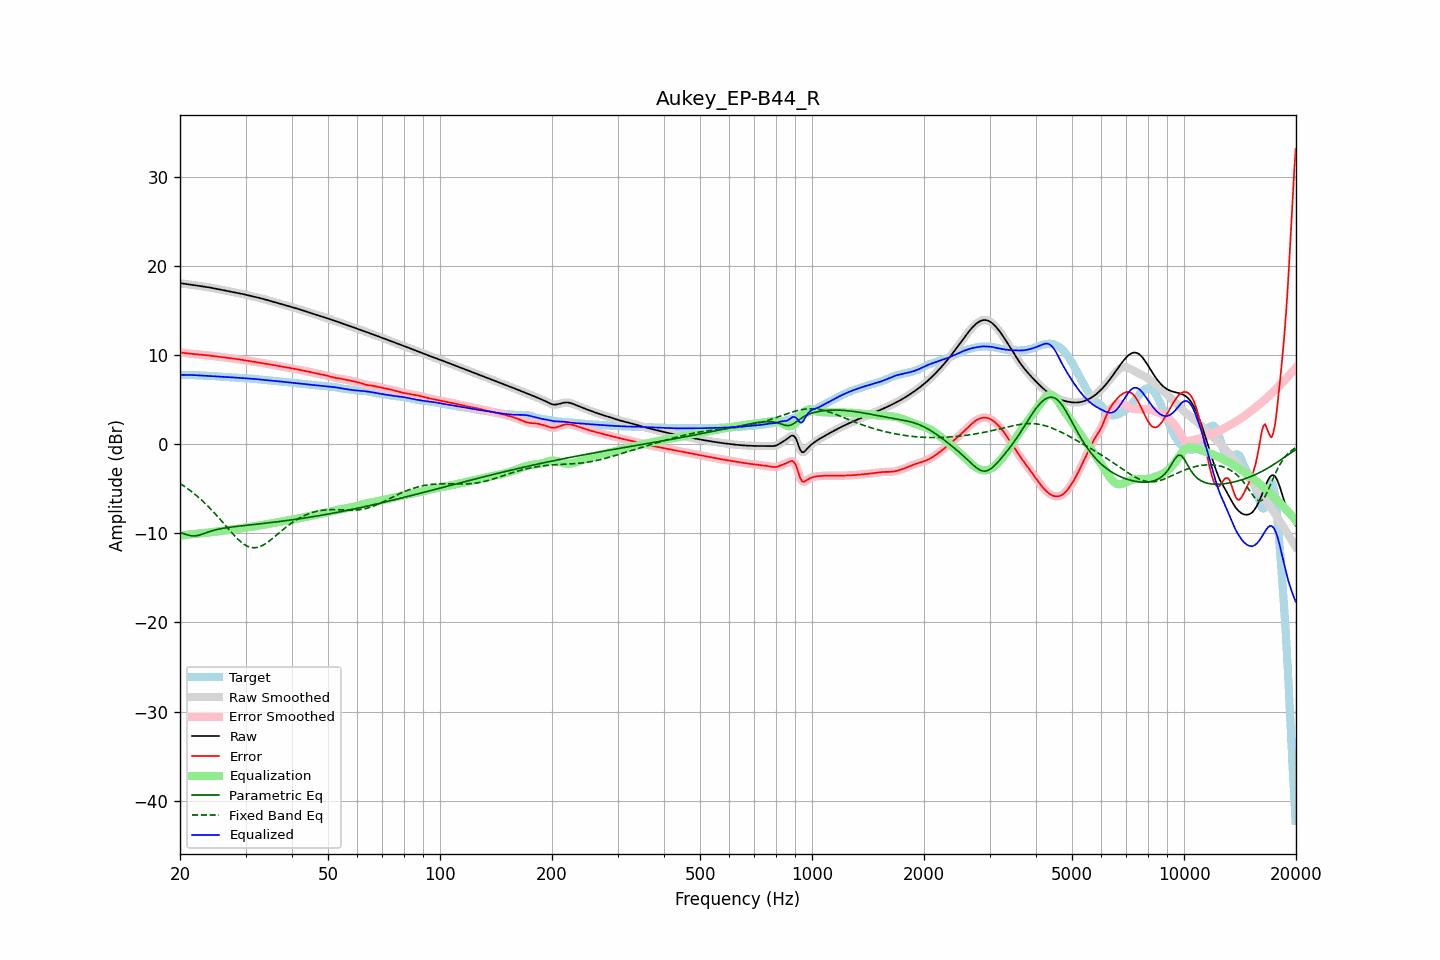 Aukey_EP-B44_R
Amplitude (dBr)
30
20
10
0
−10
−20
−30
−40
Target
Raw Smoothed
Error Smoothed
Raw
Error
Equalization
Parametric Eq
Fixed Band Eq
Equalized
20 50 100 200 500 1000 2000 5000 10000 20000
Frequency (Hz)